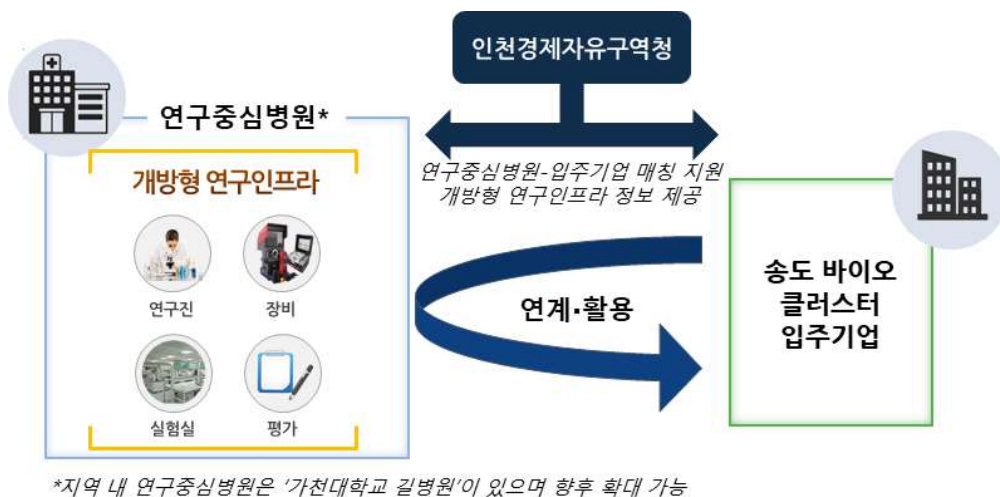 인천경제자유구역청
연구중심병원*
연구중심병원-입주기업 매칭 지원
개방형 연구인프라 정보 제공
개방형 연구인프라
연구진
장비
실험실
평가
연계·활용
송도 바이오
클러스터
입주기업
*지역 내 연구중심병원은 '가천대학교 길병원'이 있으며 향후 확대 가능